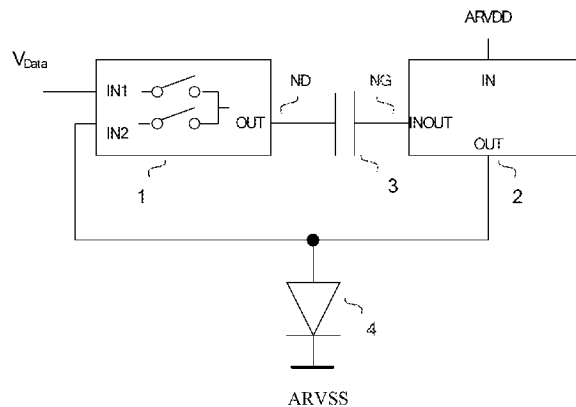 ARVDD
VData
ND
NG
IN1
IN
IN2
OUT
INOUT
OUT
1
3
2
4
ARVSS